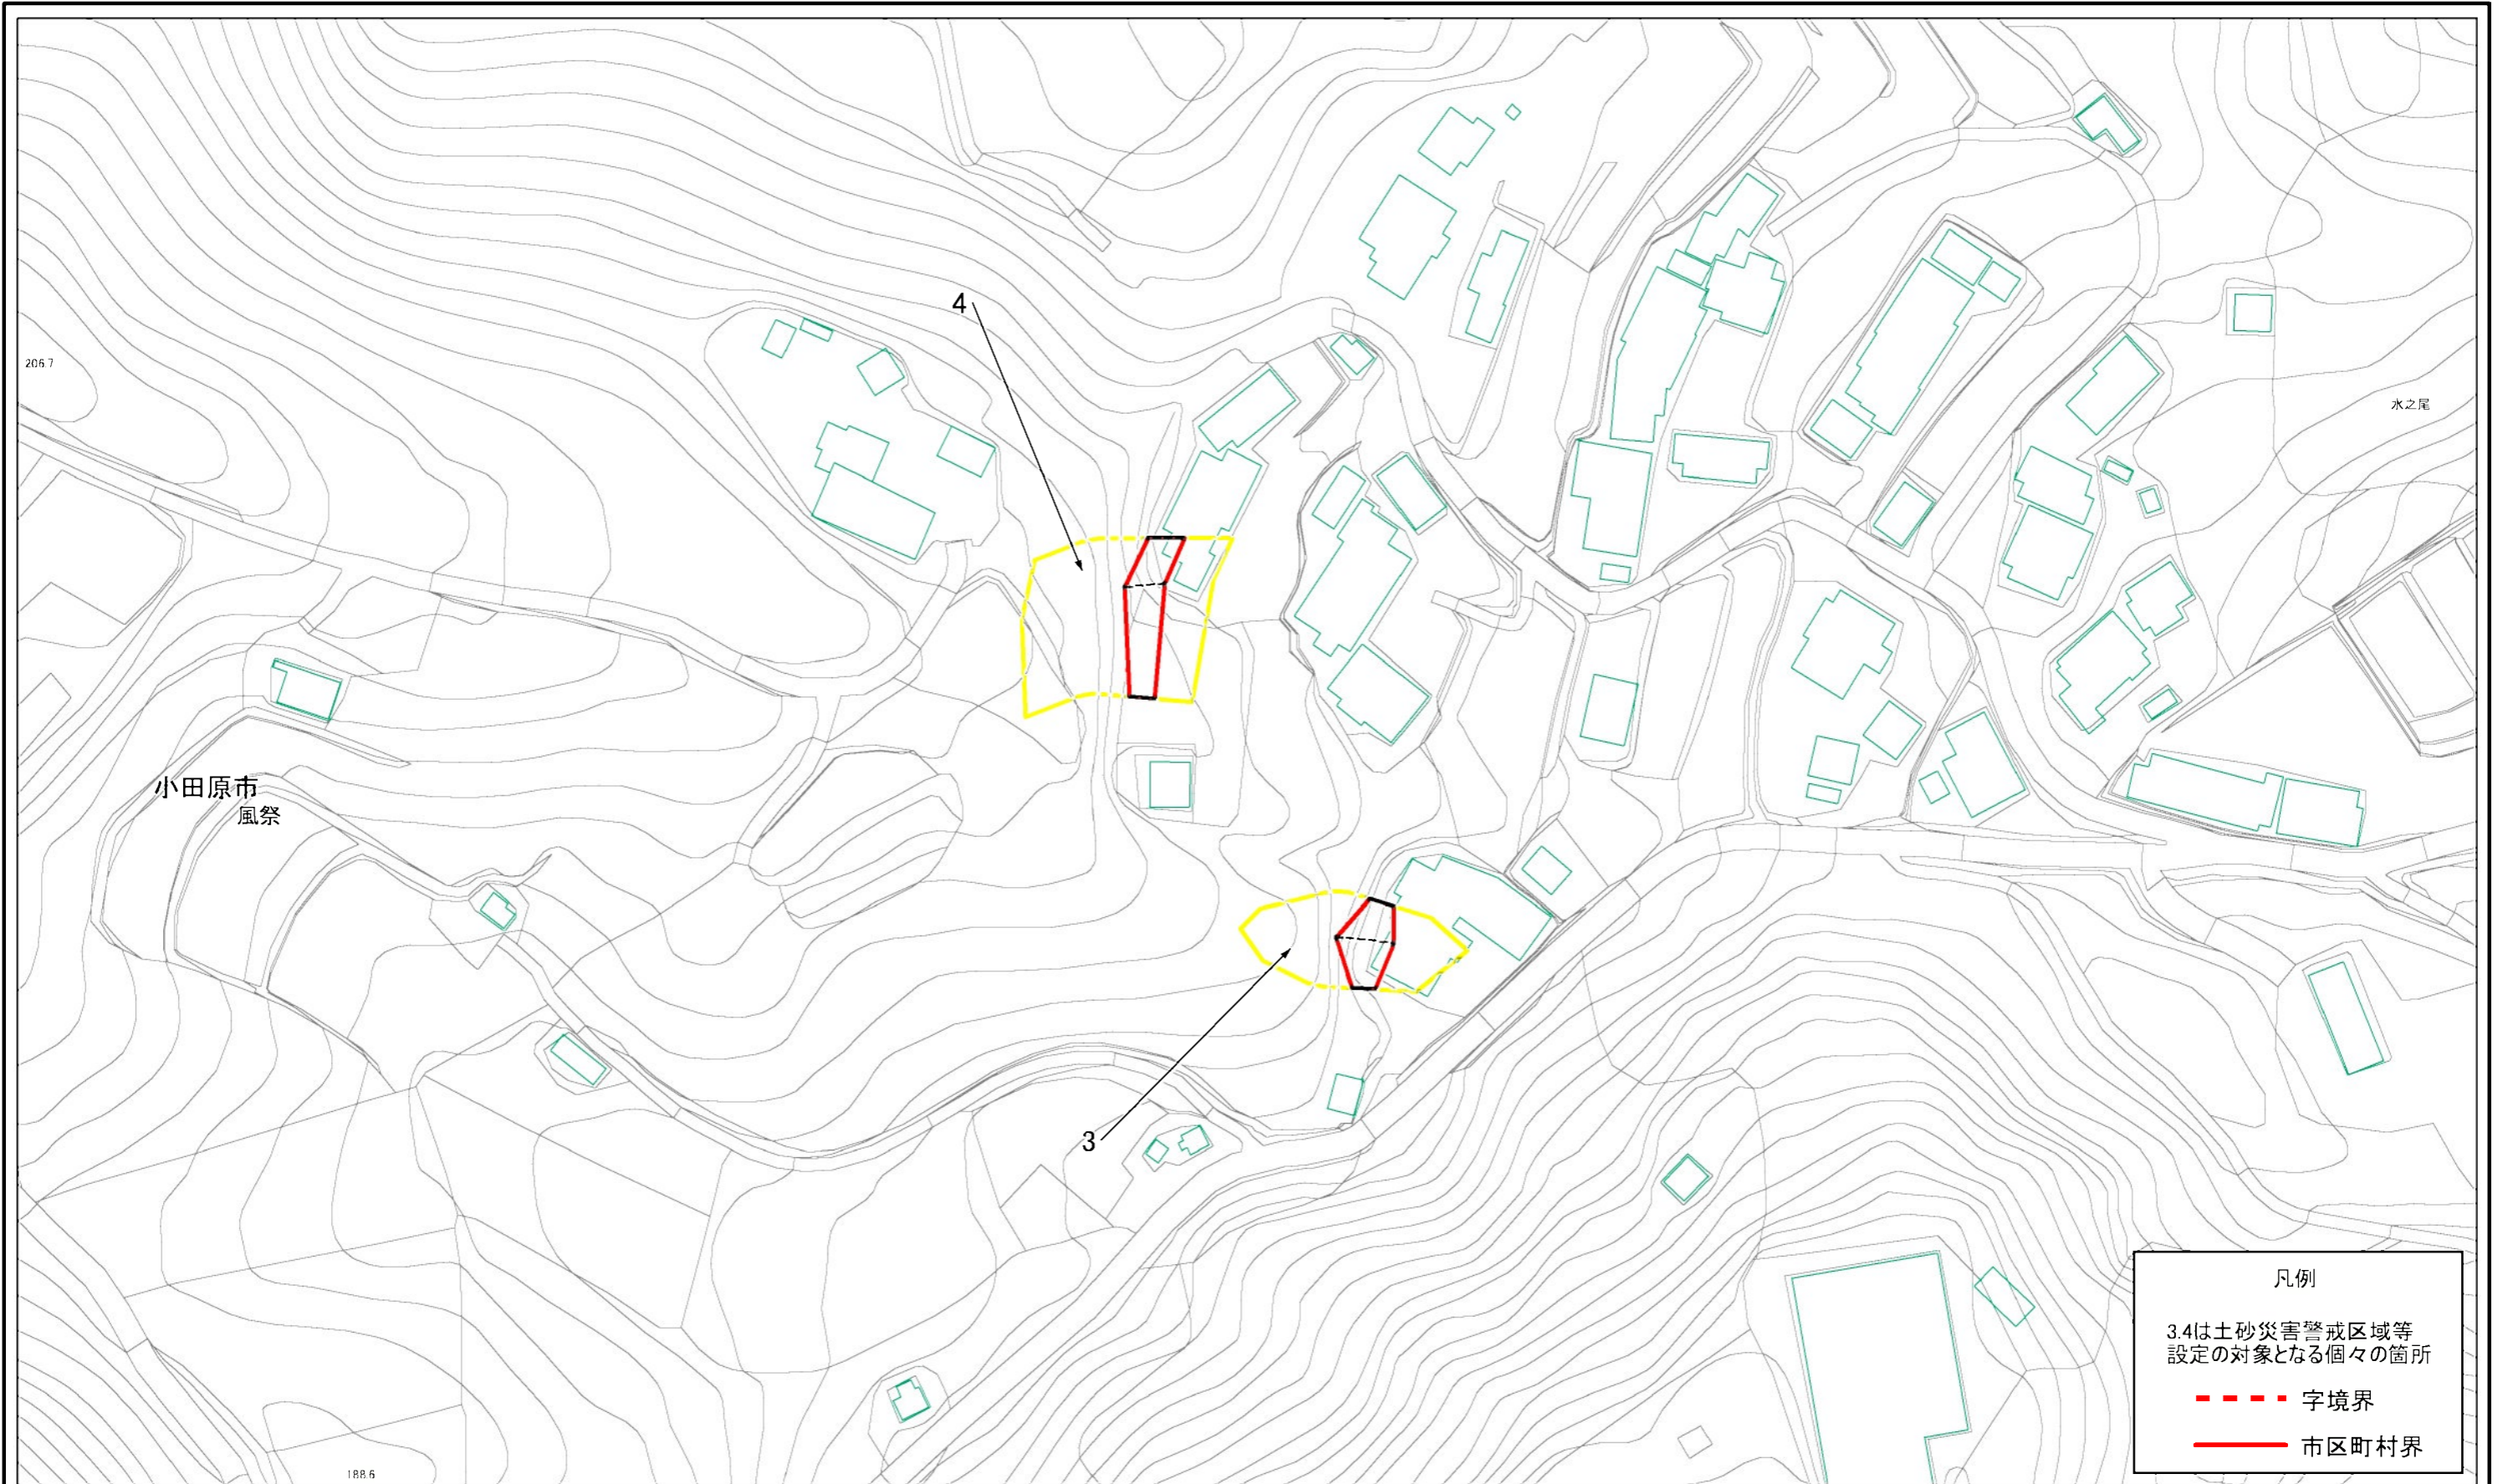 4
206.7
水之尾
小田原市
風祭
3
凡例
3.4は土砂災害警戒区域等
設定の対象となる個々の箇所
字境界
市区町村界
188.6